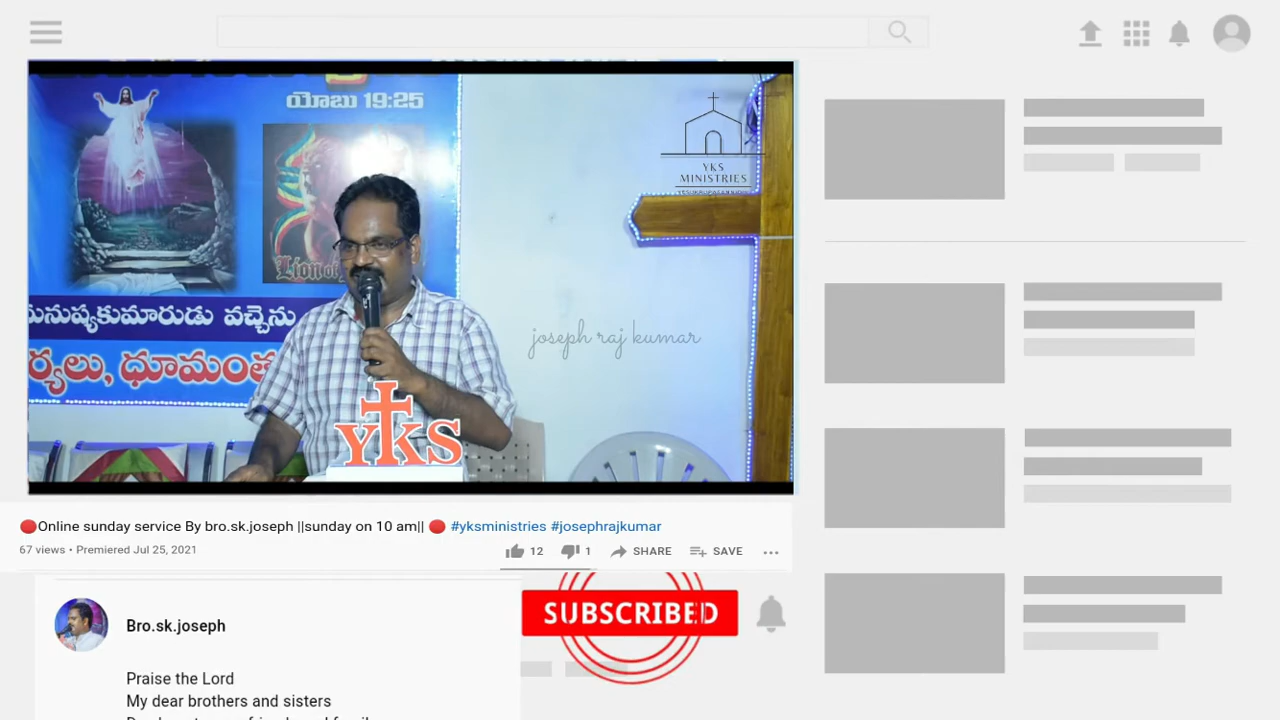 యోబు 19:25
YKS
MINISTRIES
Lion of
మనుష్యకుమారుడు వచ్చెను
ర్యలు, ధూమంత
joseph raj kumar
YKS
🔴Online sunday service By bro.sk.joseph ||sunday on 10 am|| 🔴 #yksministries #josephrajkumar
67 views • Premiered Jul 25, 2021
12
1
SHARE
SAVE
Bro.sk.joseph
SUBSCRIBED
Praise the Lord
My dear brothers and sisters